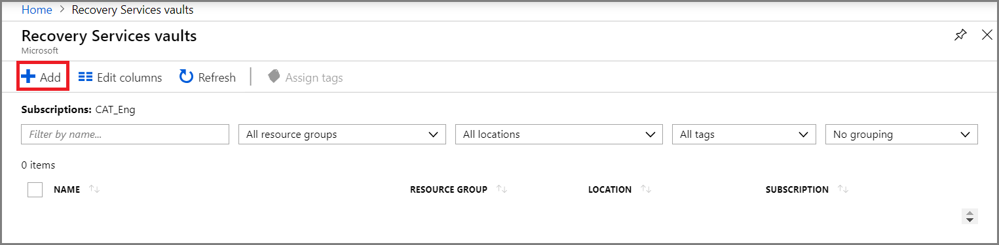 Home > Recovery Services vaults
Recovery Services vaults
Microsoft
Add Edit columns Refresh Assign tags
Subscriptions: CAT_Eng
Filter by name... All resource groups All locations All tags No grouping
0 items
NAME RESOURCE GROUP LOCATION SUBSCRIPTION